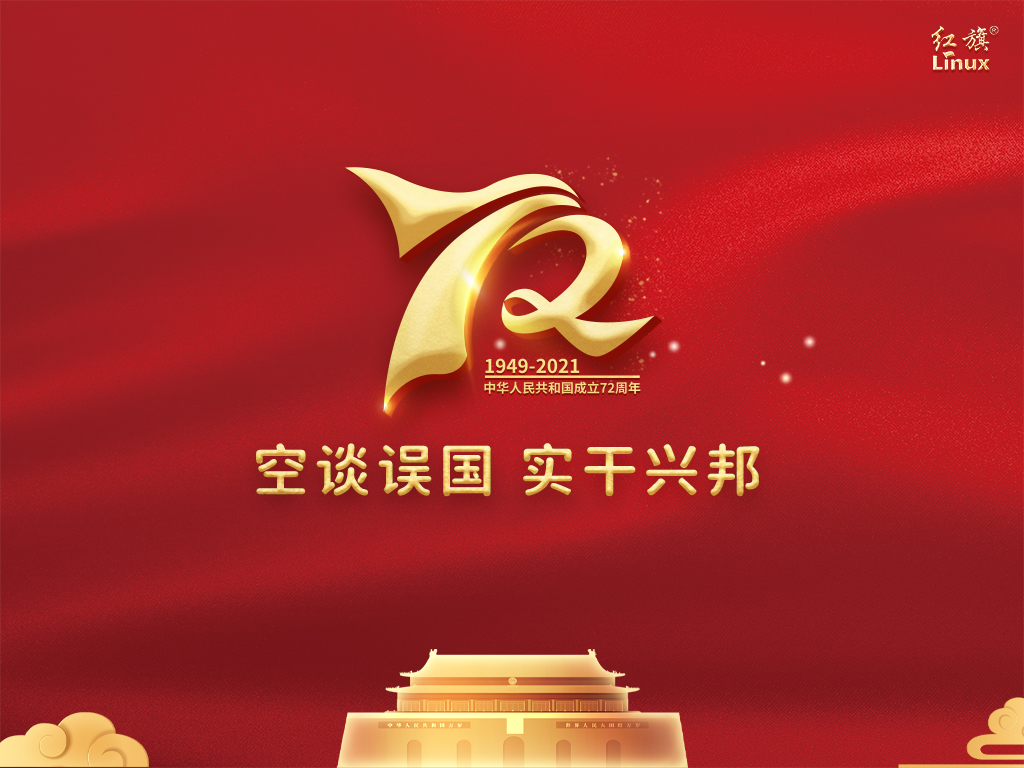 红旗®
Linux
72
1949-2021
中华人民共和国成立72周年
空谈误国 实干兴邦
中华人民共和国万岁 世界人民大团结万岁